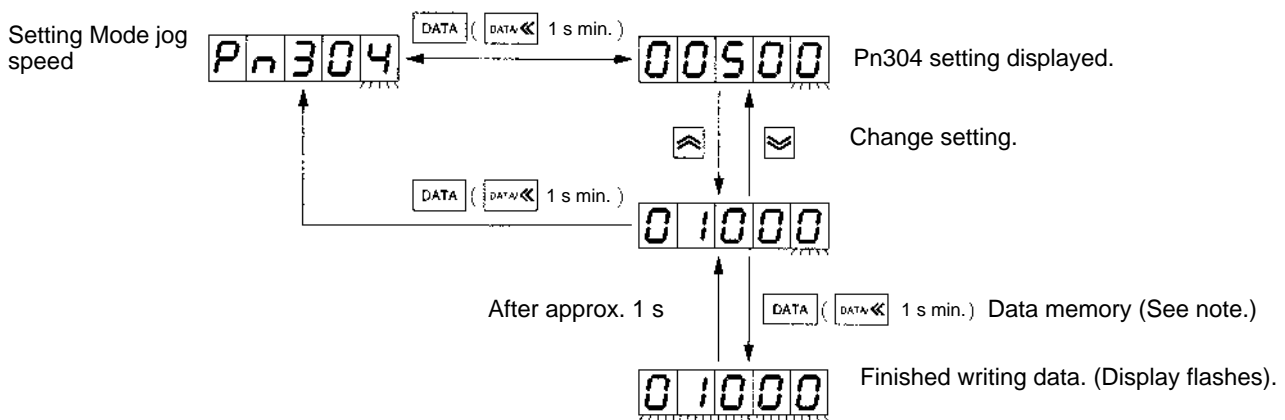 Setting Mode jog
speed
Pn304
DATA ( DATA/≪ 1 s min. )
00500
Pn304 setting displayed.
Change setting.
DATA ( DATA/≪ 1 s min. )
01000
After approx. 1 s
DATA ( DATA/≪ 1 s min. ) Data memory (See note.)
01000
Finished writing data. (Display flashes).